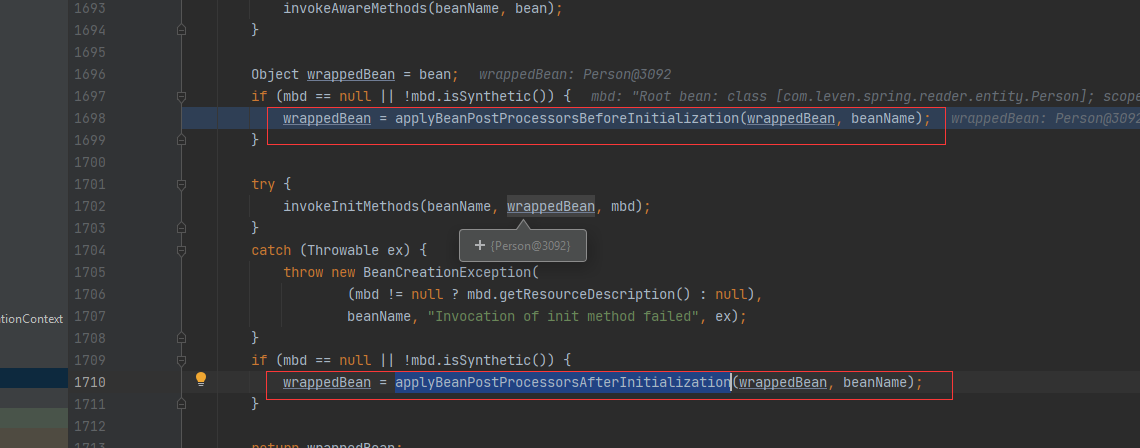 1693 invokeAwareMethods(beanName, bean);
1694 }
1695
1696 Object wrappedBean = bean; wrappedBean: Person@3092
1697 if (mbd == null || !mbd.isSynthetic()) { mbd: "Root bean: class [com.leven.spring.reader.entity.Person]; scope
1698 wrappedBean = applyBeanPostProcessorsBeforeInitialization(wrappedBean, beanName); wrappedBean: Person@3092
1699 }
1700
1701 try {
1702 invokeInitMethods(beanName, wrappedBean, mbd);
1703 }
+ {Person@3092}
1704 catch (Throwable ex) {
1705 throw new BeanCreationException(
1706 (mbd != null ? mbd.getResourceDescription() : null),
ationContext
1707 beanName, "Invocation of init method failed", ex);
1708 }
1709 if (mbd == null || !mbd.isSynthetic()) {
1710 wrappedBean = applyBeanPostProcessorsAfterInitialization(wrappedBean, beanName);
1711 }
1712
1713 return wrappedBean;